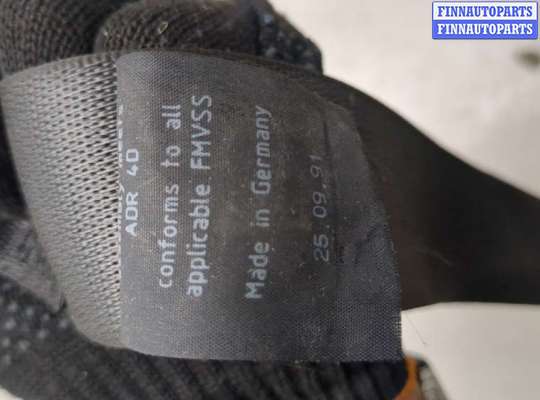 FINNAUTOPARTS
FINNAUTOPARTS
ADR 4D
conforms to all
applicable FMVSS
Made in Germany
25.09.91